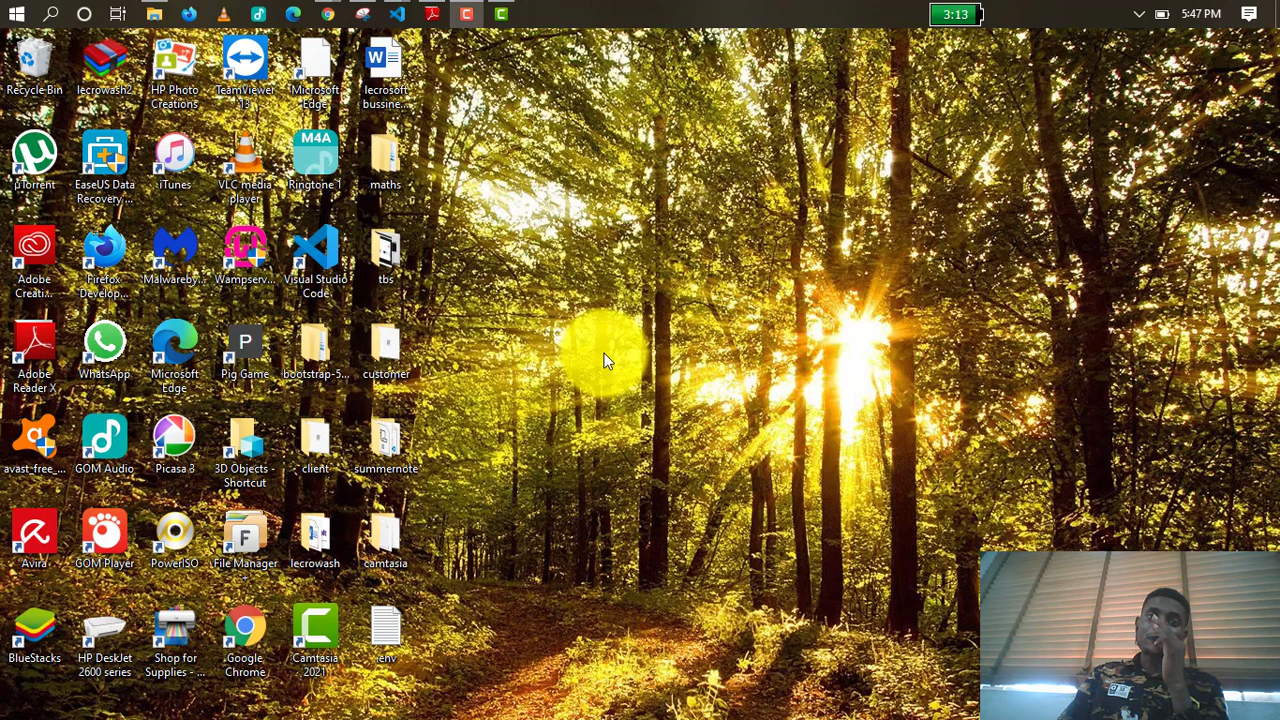 3:13
5:47 PM
Recycle Bin
lecrowash2
HP Photo
Creations
TeamViewer
13
Microsoft
Edge
lecrosoft
bussine...
µTorrent
EaseUS Data
Recovery ...
iTunes
VLC media
player
M4A
Ringtone 1
maths
Adobe
Creati...
Firefox
Develop...
Malwareby...
Wampserv...
Visual Studio
Code
tbs
Adobe
Reader X
WhatsApp
Microsoft
Edge
P
Pig Game
bootstrap-5...
customer
avast_free_...
GOM Audio
Picasa 3
3D Objects -
Shortcut
client
summernote
Avira
GOM Player
PowerISO
F
File Manager
lecrowash
camtasia
BlueStacks
HP DeskJet
2600 series
Shop for
Supplies - ...
Google
Chrome
Camtasia
2021
env